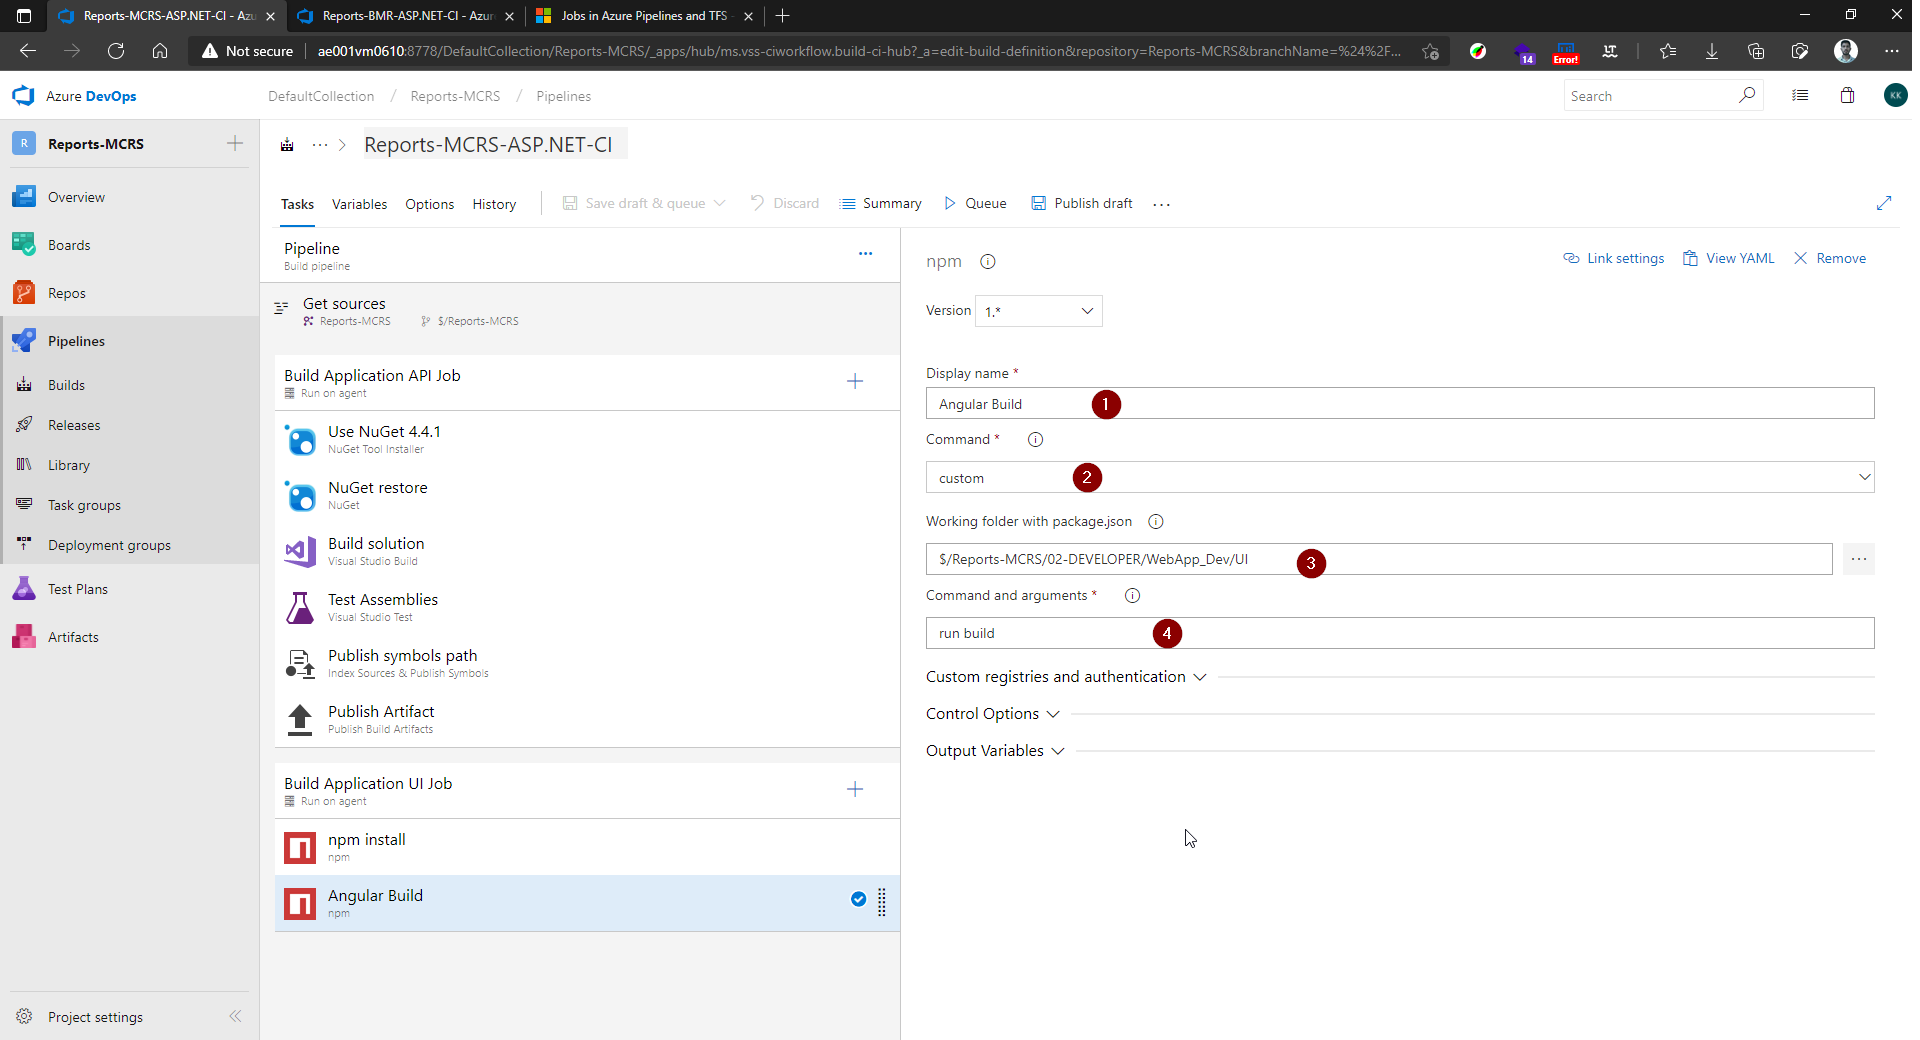 Reports-MCRS-ASP.NET-CI - Azu
Reports-BMR-ASP.NET-CI - Azur
Jobs in Azure Pipelines and TFS -
Not secure
ae001vm0610:8778/DefaultCollection/Reports-MCRS/_apps/hub/ms.vss-ciworkflow.build-ci-hub?_a=edit-build-definition&repository=Reports-MCRS&branchName=%24%2F...
14
Error!
Azure DevOps
DefaultCollection / Reports-MCRS / Pipelines
Search
KK
R
Reports-MCRS
Overview
Boards
Repos
Pipelines
Builds
Releases
Library
Task groups
Deployment groups
Test Plans
Artifacts
Project settings
... > Reports-MCRS-ASP.NET-CI
Tasks Variables Options History
Save draft & queue
Discard
Summary
Queue
Publish draft
...
Pipeline
Build pipeline
...
Get sources
Reports-MCRS
$/Reports-MCRS
Build Application API Job
Run on agent
Use NuGet 4.4.1
NuGet Tool Installer
NuGet restore
NuGet
Build solution
Visual Studio Build
Test Assemblies
Visual Studio Test
Publish symbols path
Index Sources & Publish Symbols
Publish Artifact
Publish Build Artifacts
Build Application UI Job
Run on agent
npm install
npm
Angular Build
npm
npm
Link settings
View YAML
Remove
Version 1.*
Display name *
Angular Build
1
Command *
custom
2
Working folder with package.json
$/Reports-MCRS/02-DEVELOPER/WebApp_Dev/UI
3
...
Command and arguments *
run build
4
Custom registries and authentication
Control Options
Output Variables